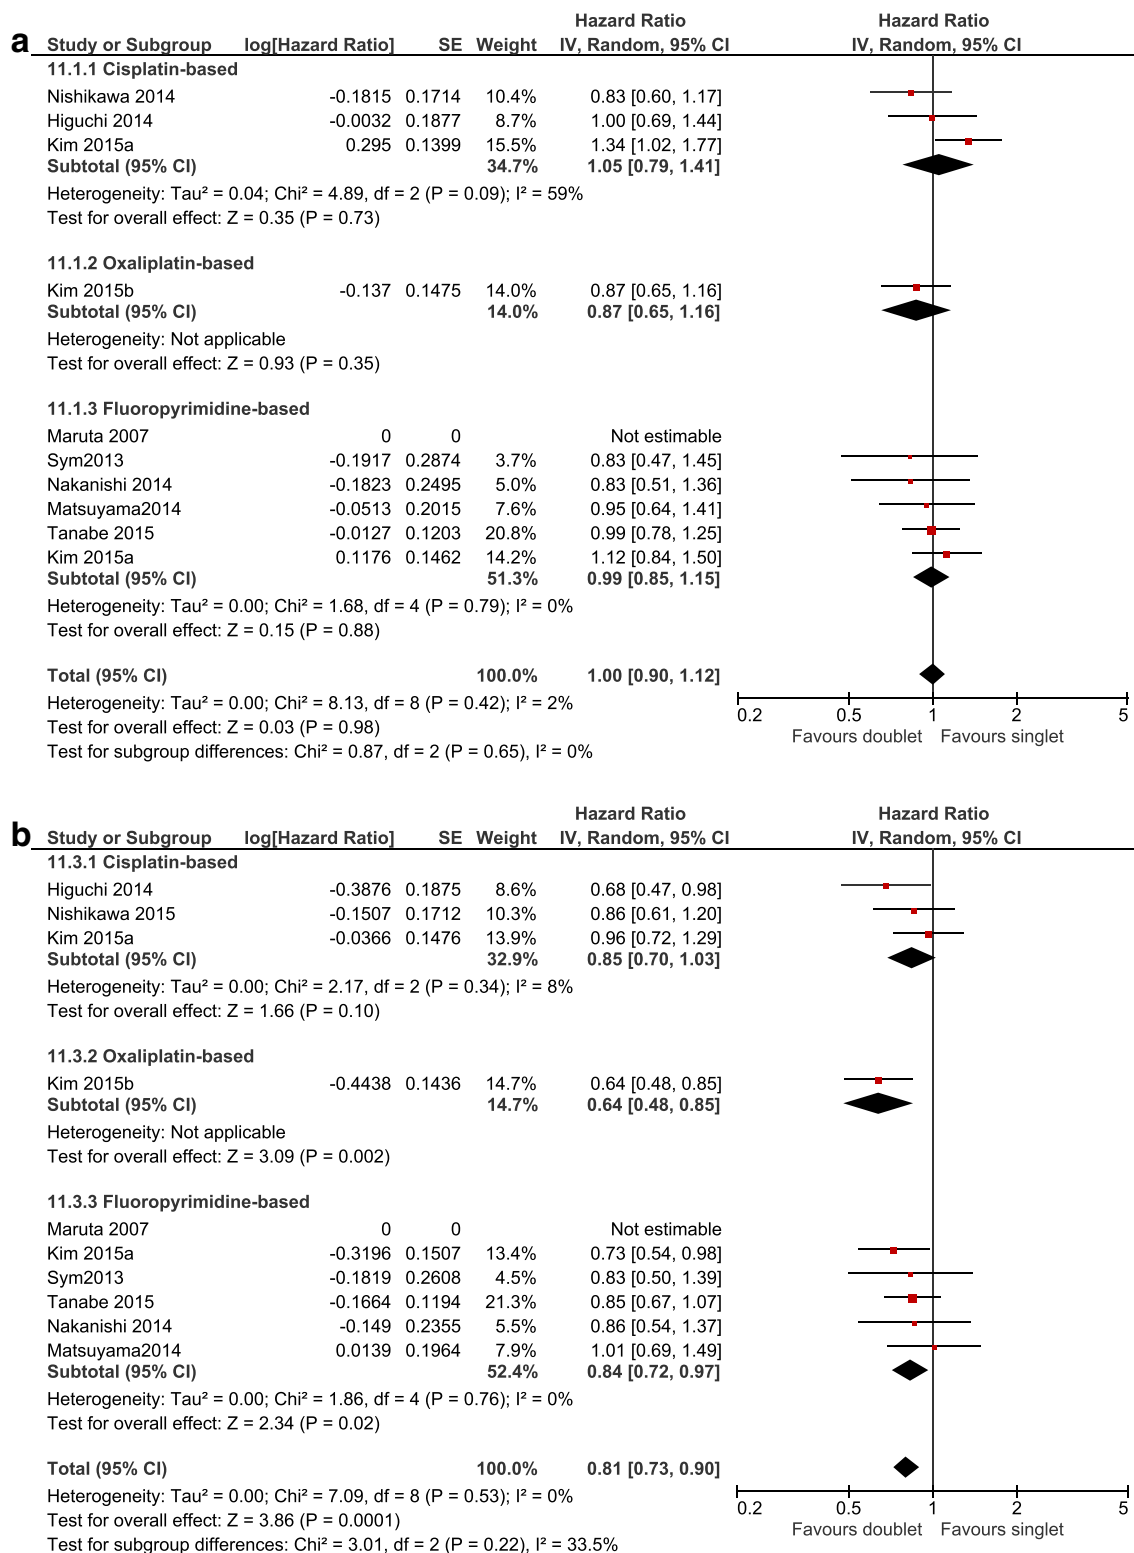 a
Hazard Ratio Hazard Ratio
Study or Subgroup log[Hazard Ratio] SE Weight IV, Random, 95% CI IV, Random, 95% CI
11.1.1 Cisplatin-based
Nishikawa 2014 -0.1815 0.1714 10.4% 0.83 [0.60, 1.17]
Higuchi 2014 -0.0032 0.1877 8.7% 1.00 [0.69, 1.44]
Kim 2015a 0.295 0.1399 15.5% 1.34 [1.02, 1.77]
Subtotal (95% CI) 34.7% 1.05 [0.79, 1.41]
Heterogeneity: Tau² = 0.04; Chi² = 4.89, df = 2 (P = 0.09); I² = 59%
Test for overall effect: Z = 0.35 (P = 0.73)
11.1.2 Oxaliplatin-based
Kim 2015b -0.137 0.1475 14.0% 0.87 [0.65, 1.16]
Subtotal (95% CI) 14.0% 0.87 [0.65, 1.16]
Heterogeneity: Not applicable
Test for overall effect: Z = 0.93 (P = 0.35)
11.1.3 Fluoropyrimidine-based
Maruta 2007 0 0 Not estimable
Sym2013 -0.1917 0.2874 3.7% 0.83 [0.47, 1.45]
Nakanishi 2014 -0.1823 0.2495 5.0% 0.83 [0.51, 1.36]
Matsuyama2014 -0.0513 0.2015 7.6% 0.95 [0.64, 1.41]
Tanabe 2015 -0.0127 0.1203 20.8% 0.99 [0.78, 1.25]
Kim 2015a 0.1176 0.1462 14.2% 1.12 [0.84, 1.50]
Subtotal (95% CI) 51.3% 0.99 [0.85, 1.15]
Heterogeneity: Tau² = 0.00; Chi² = 1.68, df = 4 (P = 0.79); I² = 0%
Test for overall effect: Z = 0.15 (P = 0.88)
Total (95% CI) 100.0% 1.00 [0.90, 1.12]
Heterogeneity: Tau² = 0.00; Chi² = 8.13, df = 8 (P = 0.42); I² = 2%
Test for overall effect: Z = 0.03 (P = 0.98)
Test for subgroup differences: Chi² = 0.87, df = 2 (P = 0.65), I² = 0%
0.2 0.5 1 2 5
Favours doublet Favours singlet
b
Hazard Ratio Hazard Ratio
Study or Subgroup log[Hazard Ratio] SE Weight IV, Random, 95% CI IV, Random, 95% CI
11.3.1 Cisplatin-based
Higuchi 2014 -0.3876 0.1875 8.6% 0.68 [0.47, 0.98]
Nishikawa 2015 -0.1507 0.1712 10.3% 0.86 [0.61, 1.20]
Kim 2015a -0.0366 0.1476 13.9% 0.96 [0.72, 1.29]
Subtotal (95% CI) 32.9% 0.85 [0.70, 1.03]
Heterogeneity: Tau² = 0.00; Chi² = 2.17, df = 2 (P = 0.34); I² = 8%
Test for overall effect: Z = 1.66 (P = 0.10)
11.3.2 Oxaliplatin-based
Kim 2015b -0.4438 0.1436 14.7% 0.64 [0.48, 0.85]
Subtotal (95% CI) 14.7% 0.64 [0.48, 0.85]
Heterogeneity: Not applicable
Test for overall effect: Z = 3.09 (P = 0.002)
11.3.3 Fluoropyrimidine-based
Maruta 2007 0 0 Not estimable
Kim 2015a -0.3196 0.1507 13.4% 0.73 [0.54, 0.98]
Sym2013 -0.1819 0.2608 4.5% 0.83 [0.50, 1.39]
Tanabe 2015 -0.1664 0.1194 21.3% 0.85 [0.67, 1.07]
Nakanishi 2014 -0.149 0.2355 5.5% 0.86 [0.54, 1.37]
Matsuyama2014 0.0139 0.1964 7.9% 1.01 [0.69, 1.49]
Subtotal (95% CI) 52.4% 0.84 [0.72, 0.97]
Heterogeneity: Tau² = 0.00; Chi² = 1.86, df = 4 (P = 0.76); I² = 0%
Test for overall effect: Z = 2.34 (P = 0.02)
Total (95% CI) 100.0% 0.81 [0.73, 0.90]
Heterogeneity: Tau² = 0.00; Chi² = 7.09, df = 8 (P = 0.53); I² = 0%
Test for overall effect: Z = 3.86 (P = 0.0001)
Test for subgroup differences: Chi² = 3.01, df = 2 (P = 0.22), I² = 33.5%
0.2 0.5 1 2 5
Favours doublet Favours singlet